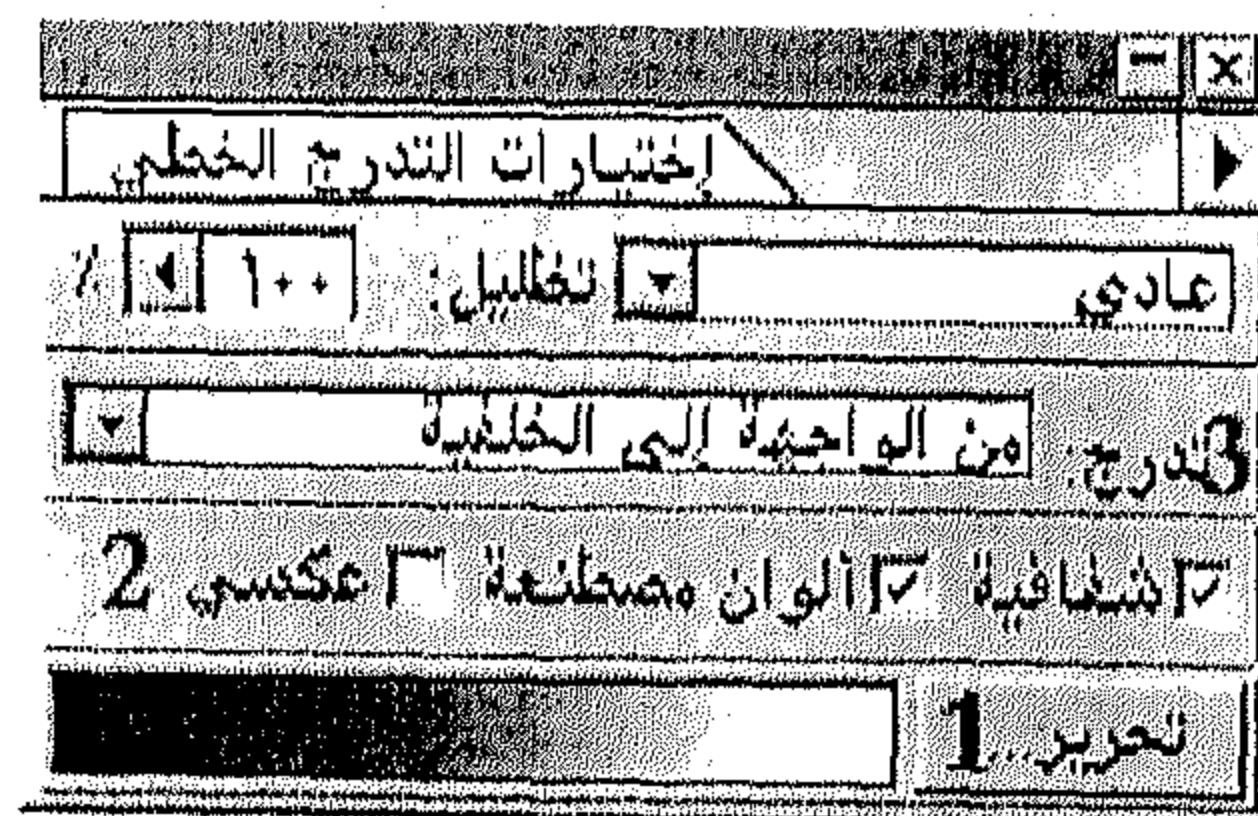 إختيارات التدرج الخطي
عادي تظليل: ١٠٠ ٪
3 تدرج: من الواجهة إلى الخلفية
شفافية ألوان مصطنعة عكسي 2
تحرير... 1